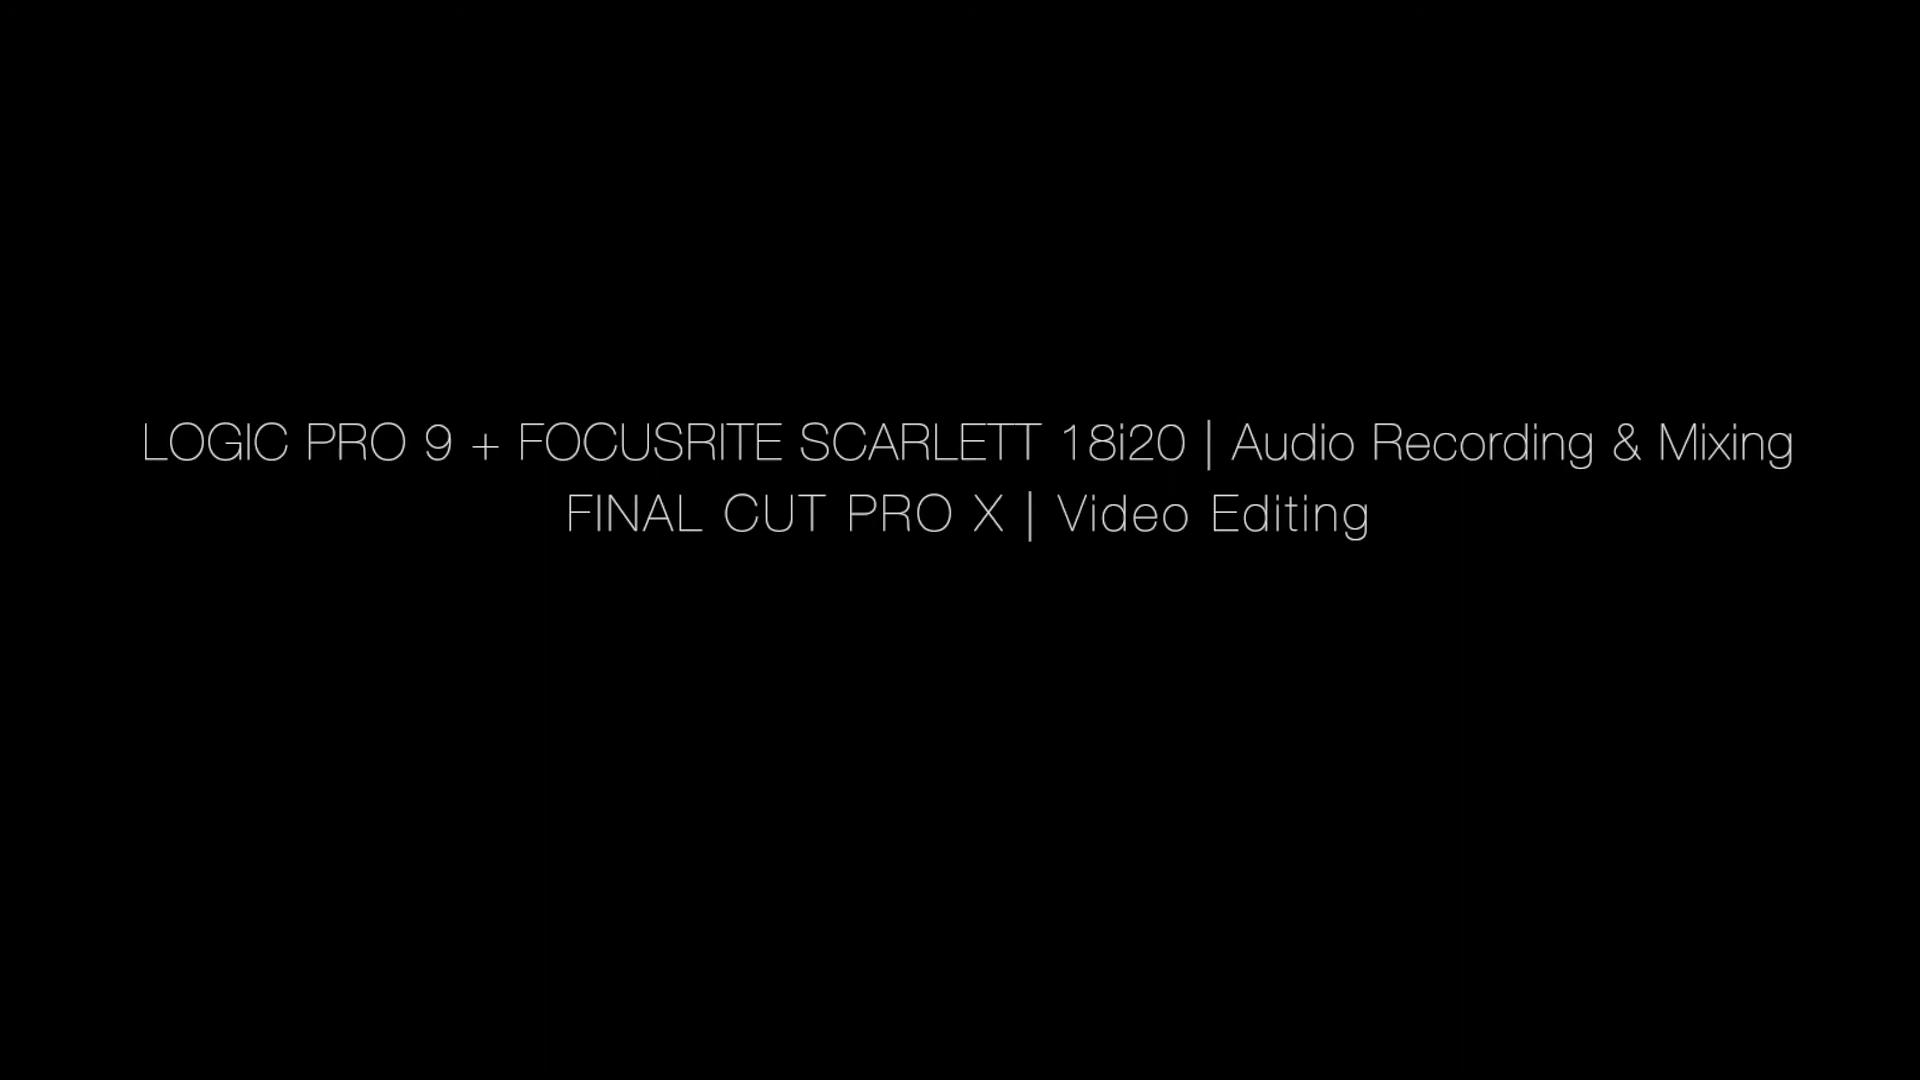 LOGIC PRO 9 + FOCUSRITE SCARLETT 18i20 | Audio Recording & Mixing
FINAL CUT PRO X | Video Editing